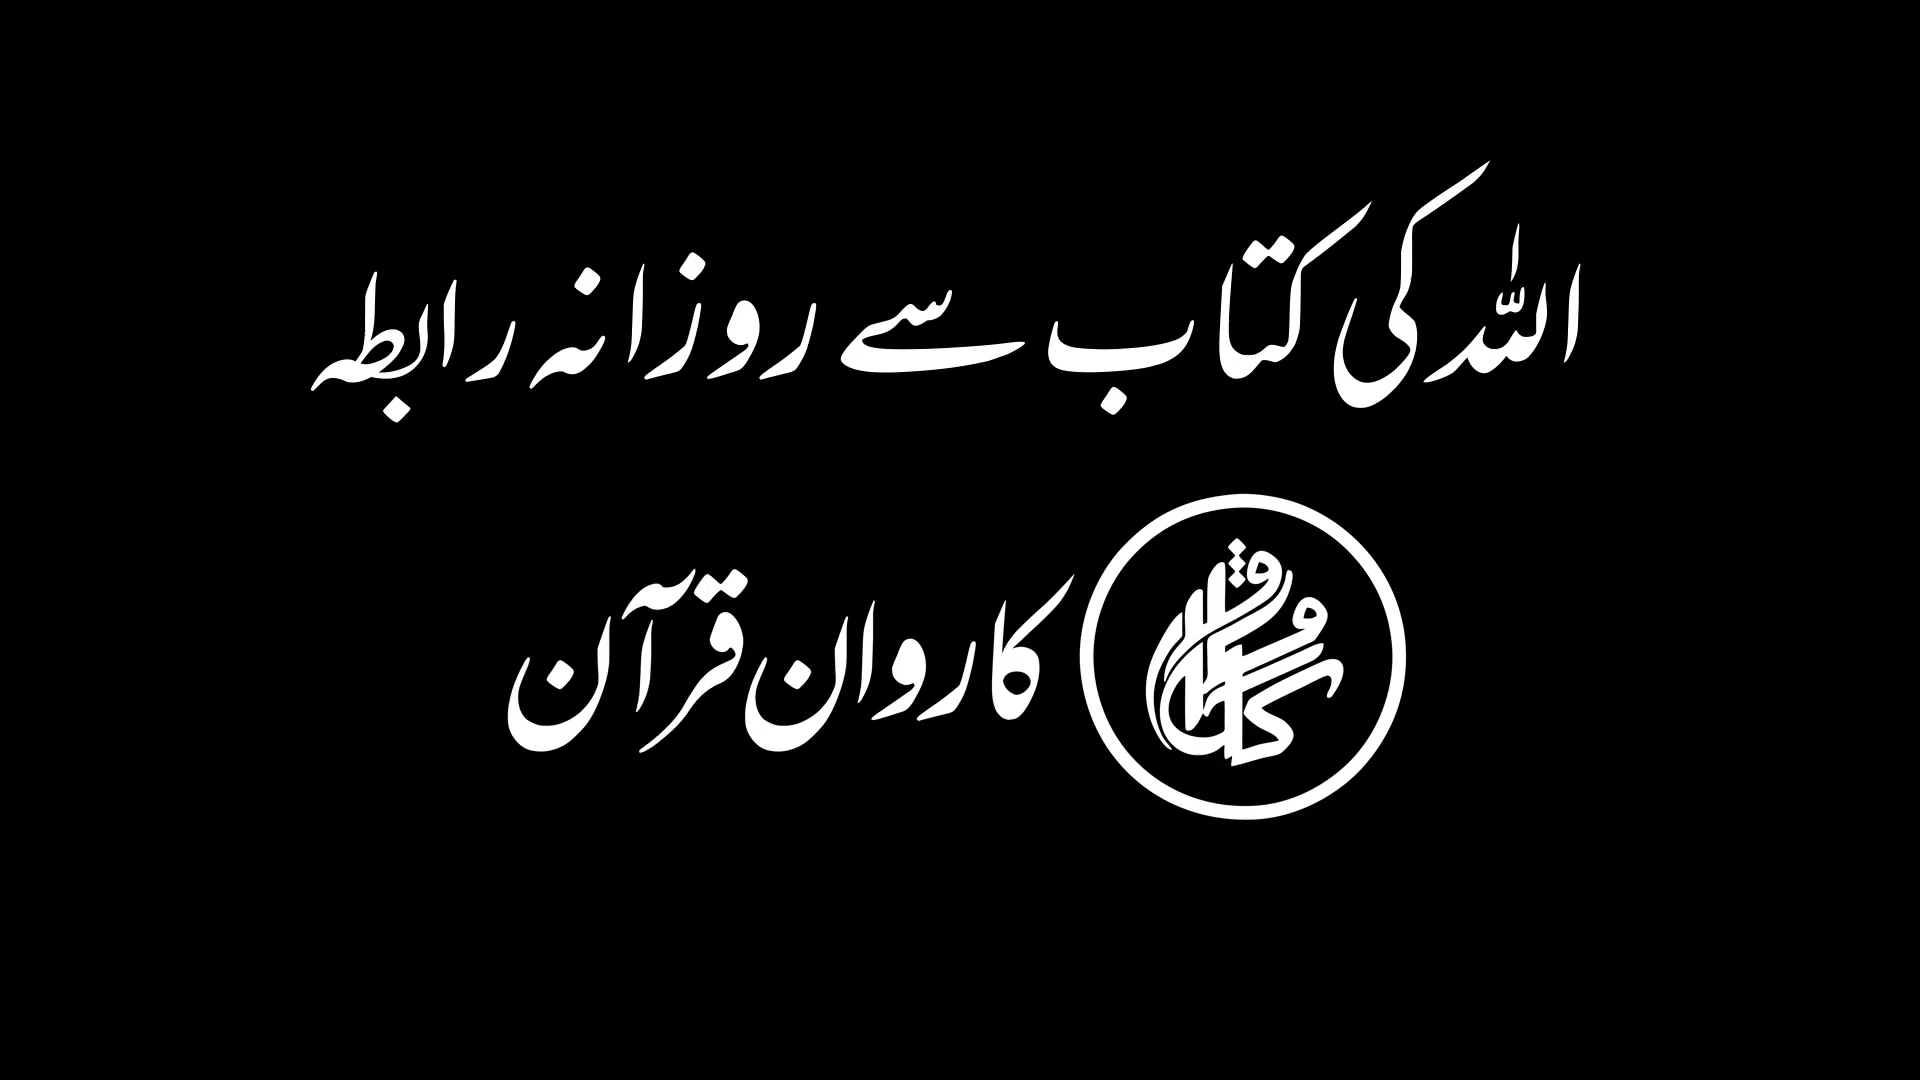 اللہ کی کتاب سے روزانہ رابطہ
کاروان قرآن